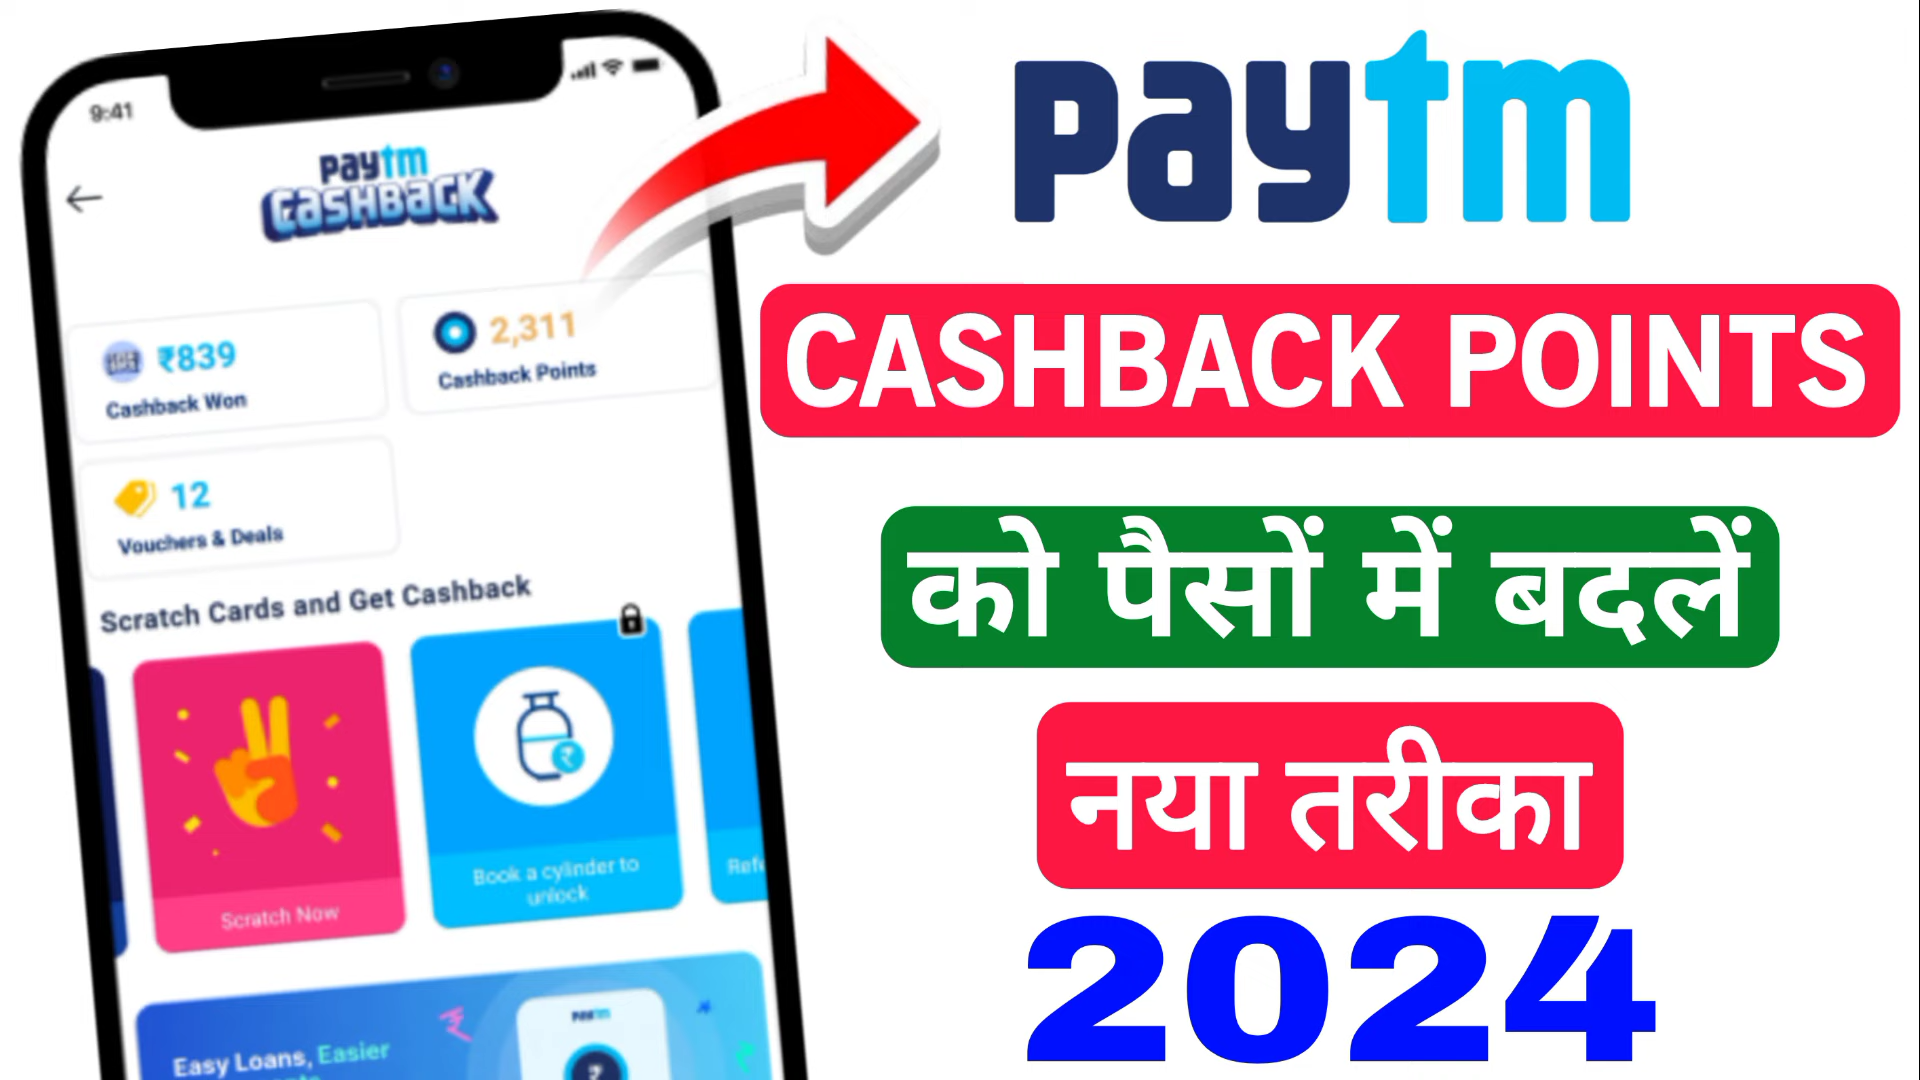 9:41
paytm
CASHBACK
₹839
Cashback Won
2,311
Cashback Points
12
Vouchers & Deals
Scratch Cards and Get Cashback
Scratch Now
Book a cylinder to
unlock
Easy Loans, Easier
paytm
paytm
CASHBACK POINTS
को पैसों में बदलें
नया तरीका
2024